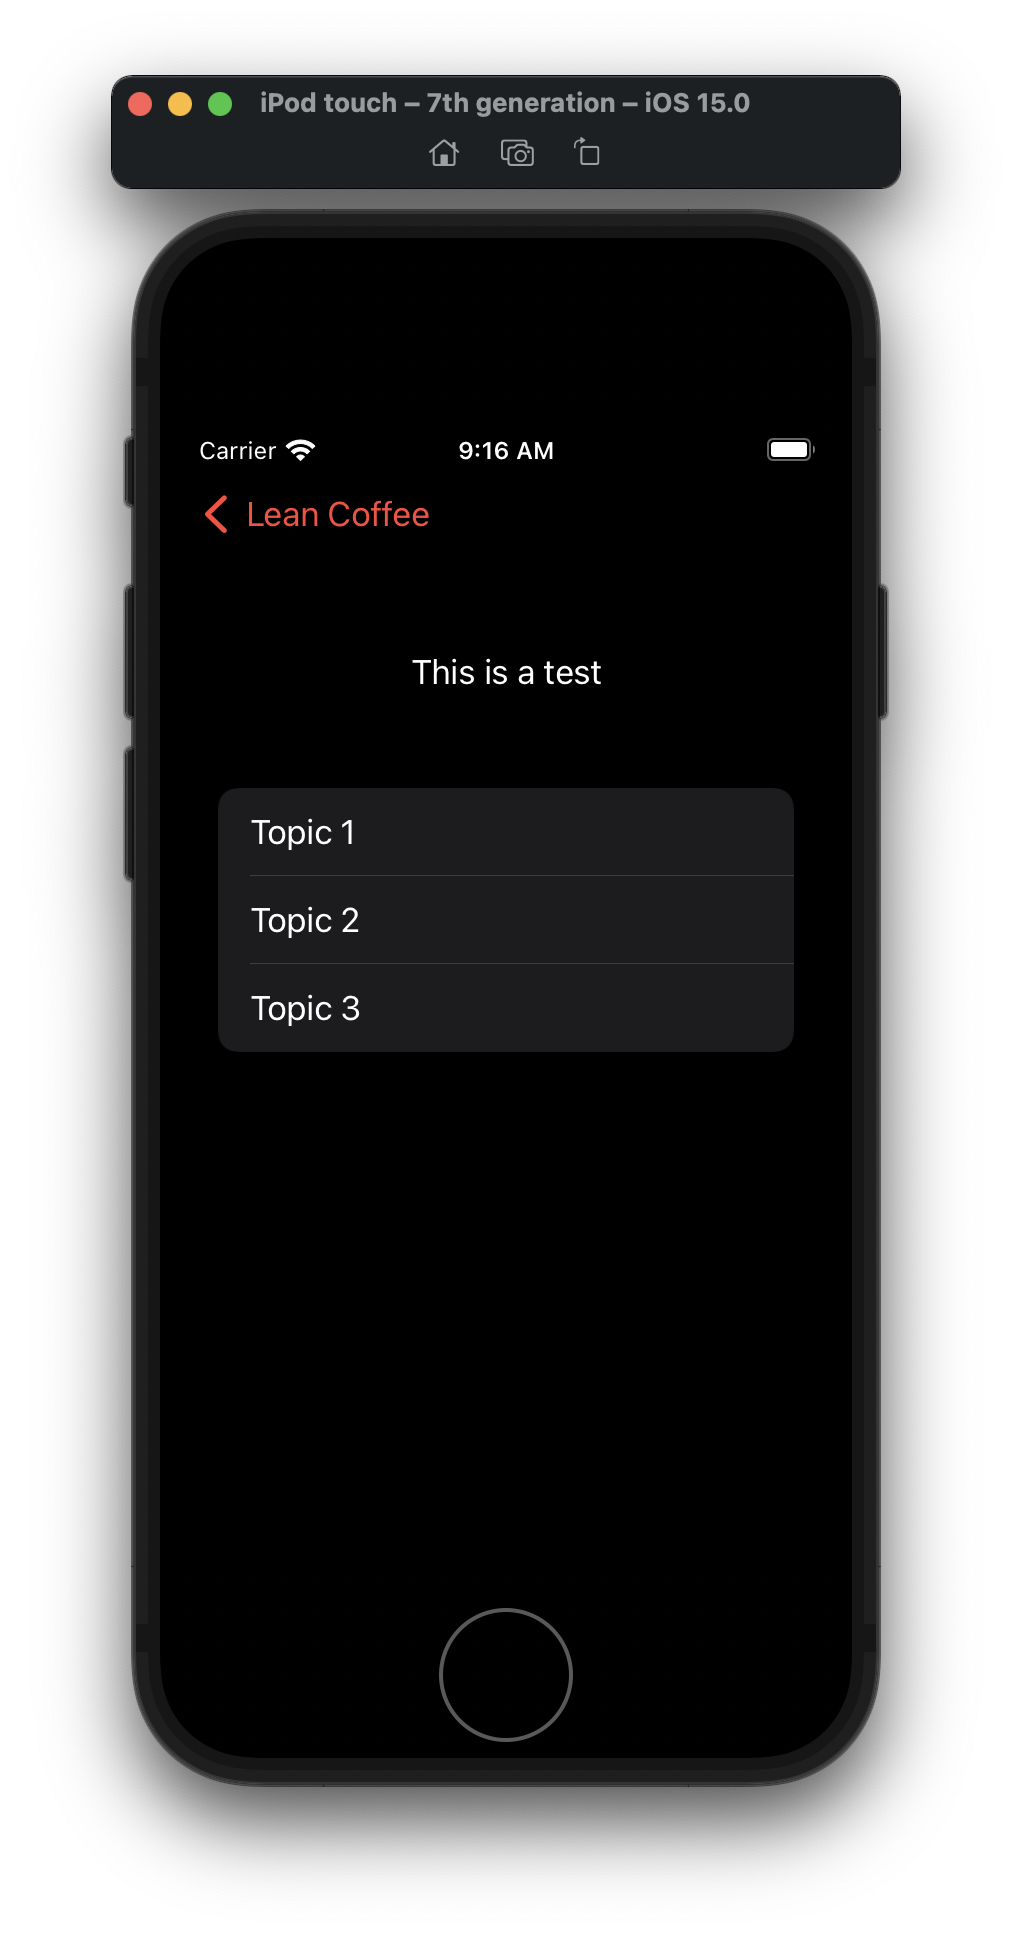 iPod touch – 7th generation – iOS 15.0
Carrier 9:16 AM
Lean Coffee
This is a test
Topic 1
Topic 2
Topic 3